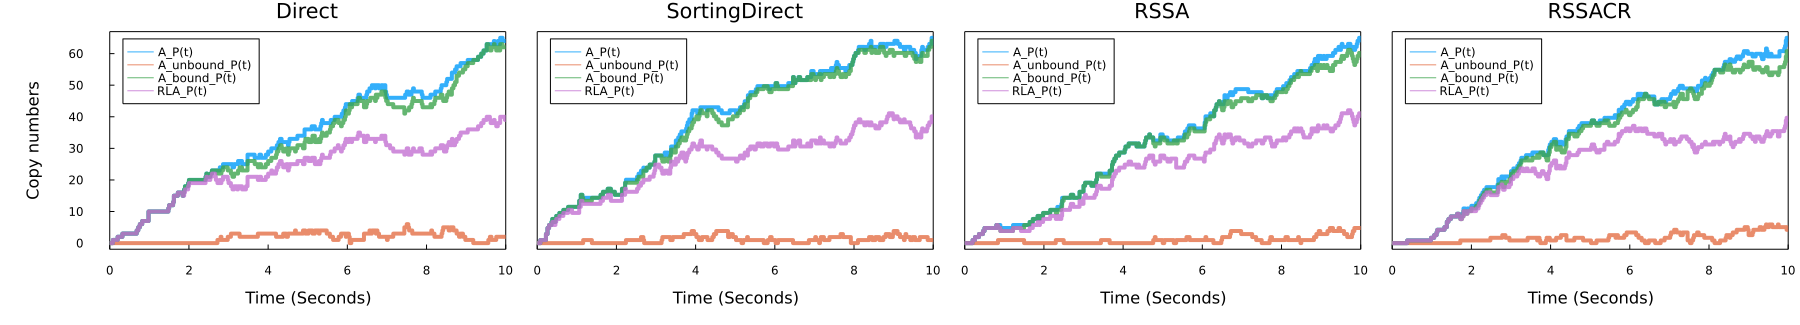 Direct
SortingDirect
RSSA
RSSACR
Copy numbers
60
50
40
30
20
10
0
A_P(t)
A_unbound_P(t)
A_bound_P(t)
RLA_P(t)
0 2 4 6 8 10
Time (Seconds)
A_P(t)
A_unbound_P(t)
A_bound_P(t)
RLA_P(t)
0 2 4 6 8 10
Time (Seconds)
A_P(t)
A_unbound_P(t)
A_bound_P(t)
RLA_P(t)
0 2 4 6 8 10
Time (Seconds)
A_P(t)
A_unbound_P(t)
A_bound_P(t)
RLA_P(t)
0 2 4 6 8 10
Time (Seconds)